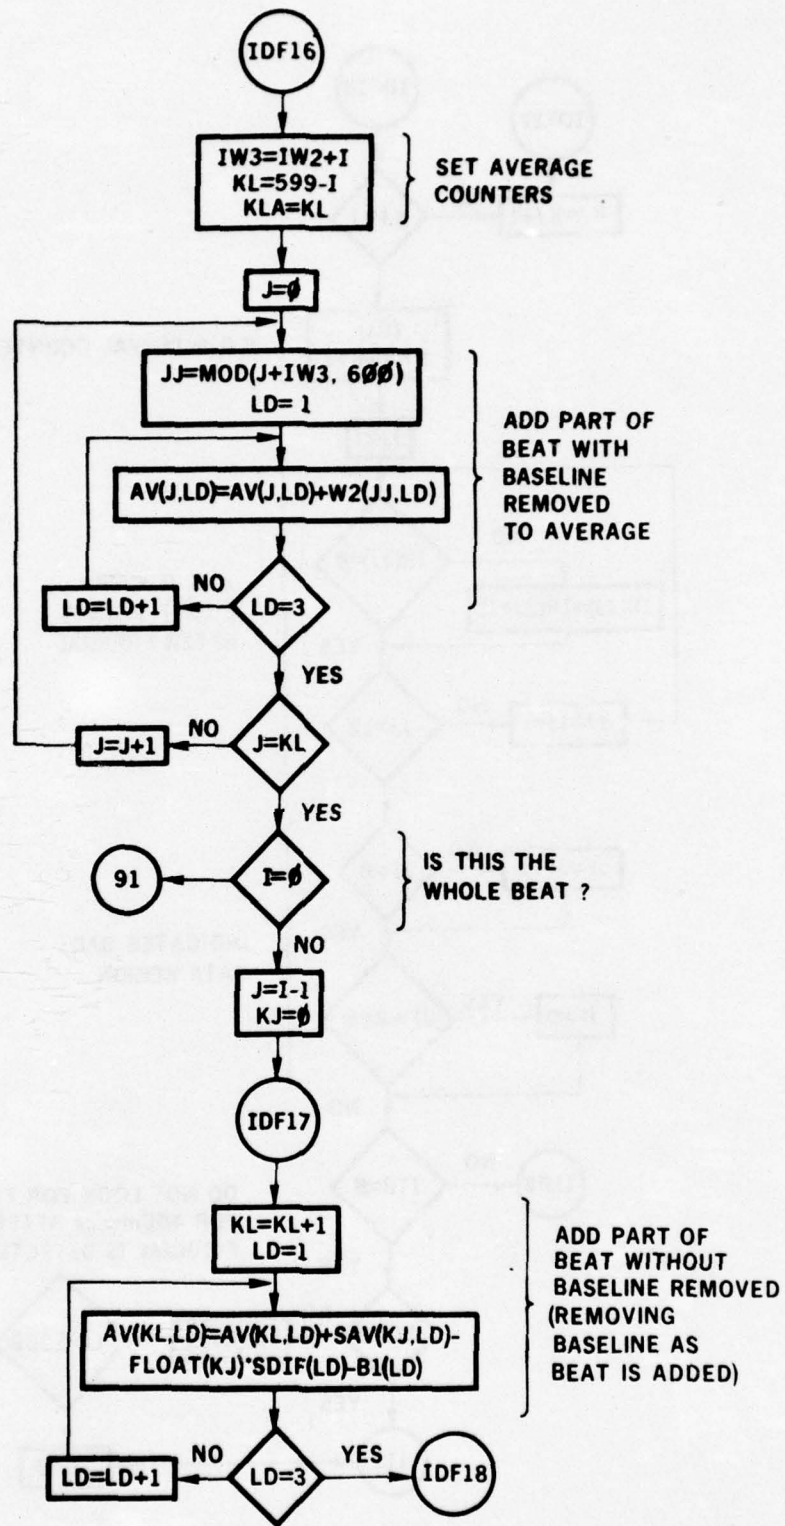 IDF16
IW3=IW2+I
KL=599-I
KLA=KL
SET AVERAGE
COUNTERS
J=Ø
JJ=MOD(J+IW3, 6ØØ)
LD= 1
AV(J,LD)=AV(J,LD)+W2(JJ,LD)
ADD PART OF
BEAT WITH
BASELINE
REMOVED
TO AVERAGE
LD=LD+1
NO
LD=3
YES
J=J+1
NO
J=KL
YES
91
I=Ø
IS THIS THE
WHOLE BEAT ?
NO
J=I-1
KJ=Ø
IDF17
KL=KL+1
LD=1
AV(KL,LD)=AV(KL,LD)+SAV(KJ,LD)-
FLOAT(KJ)*SDIF(LD)-B1(LD)
ADD PART OF
BEAT WITHOUT
BASELINE REMOVED
(REMOVING
BASELINE AS
BEAT IS ADDED)
LD=LD+1
NO
LD=3
YES
IDF18